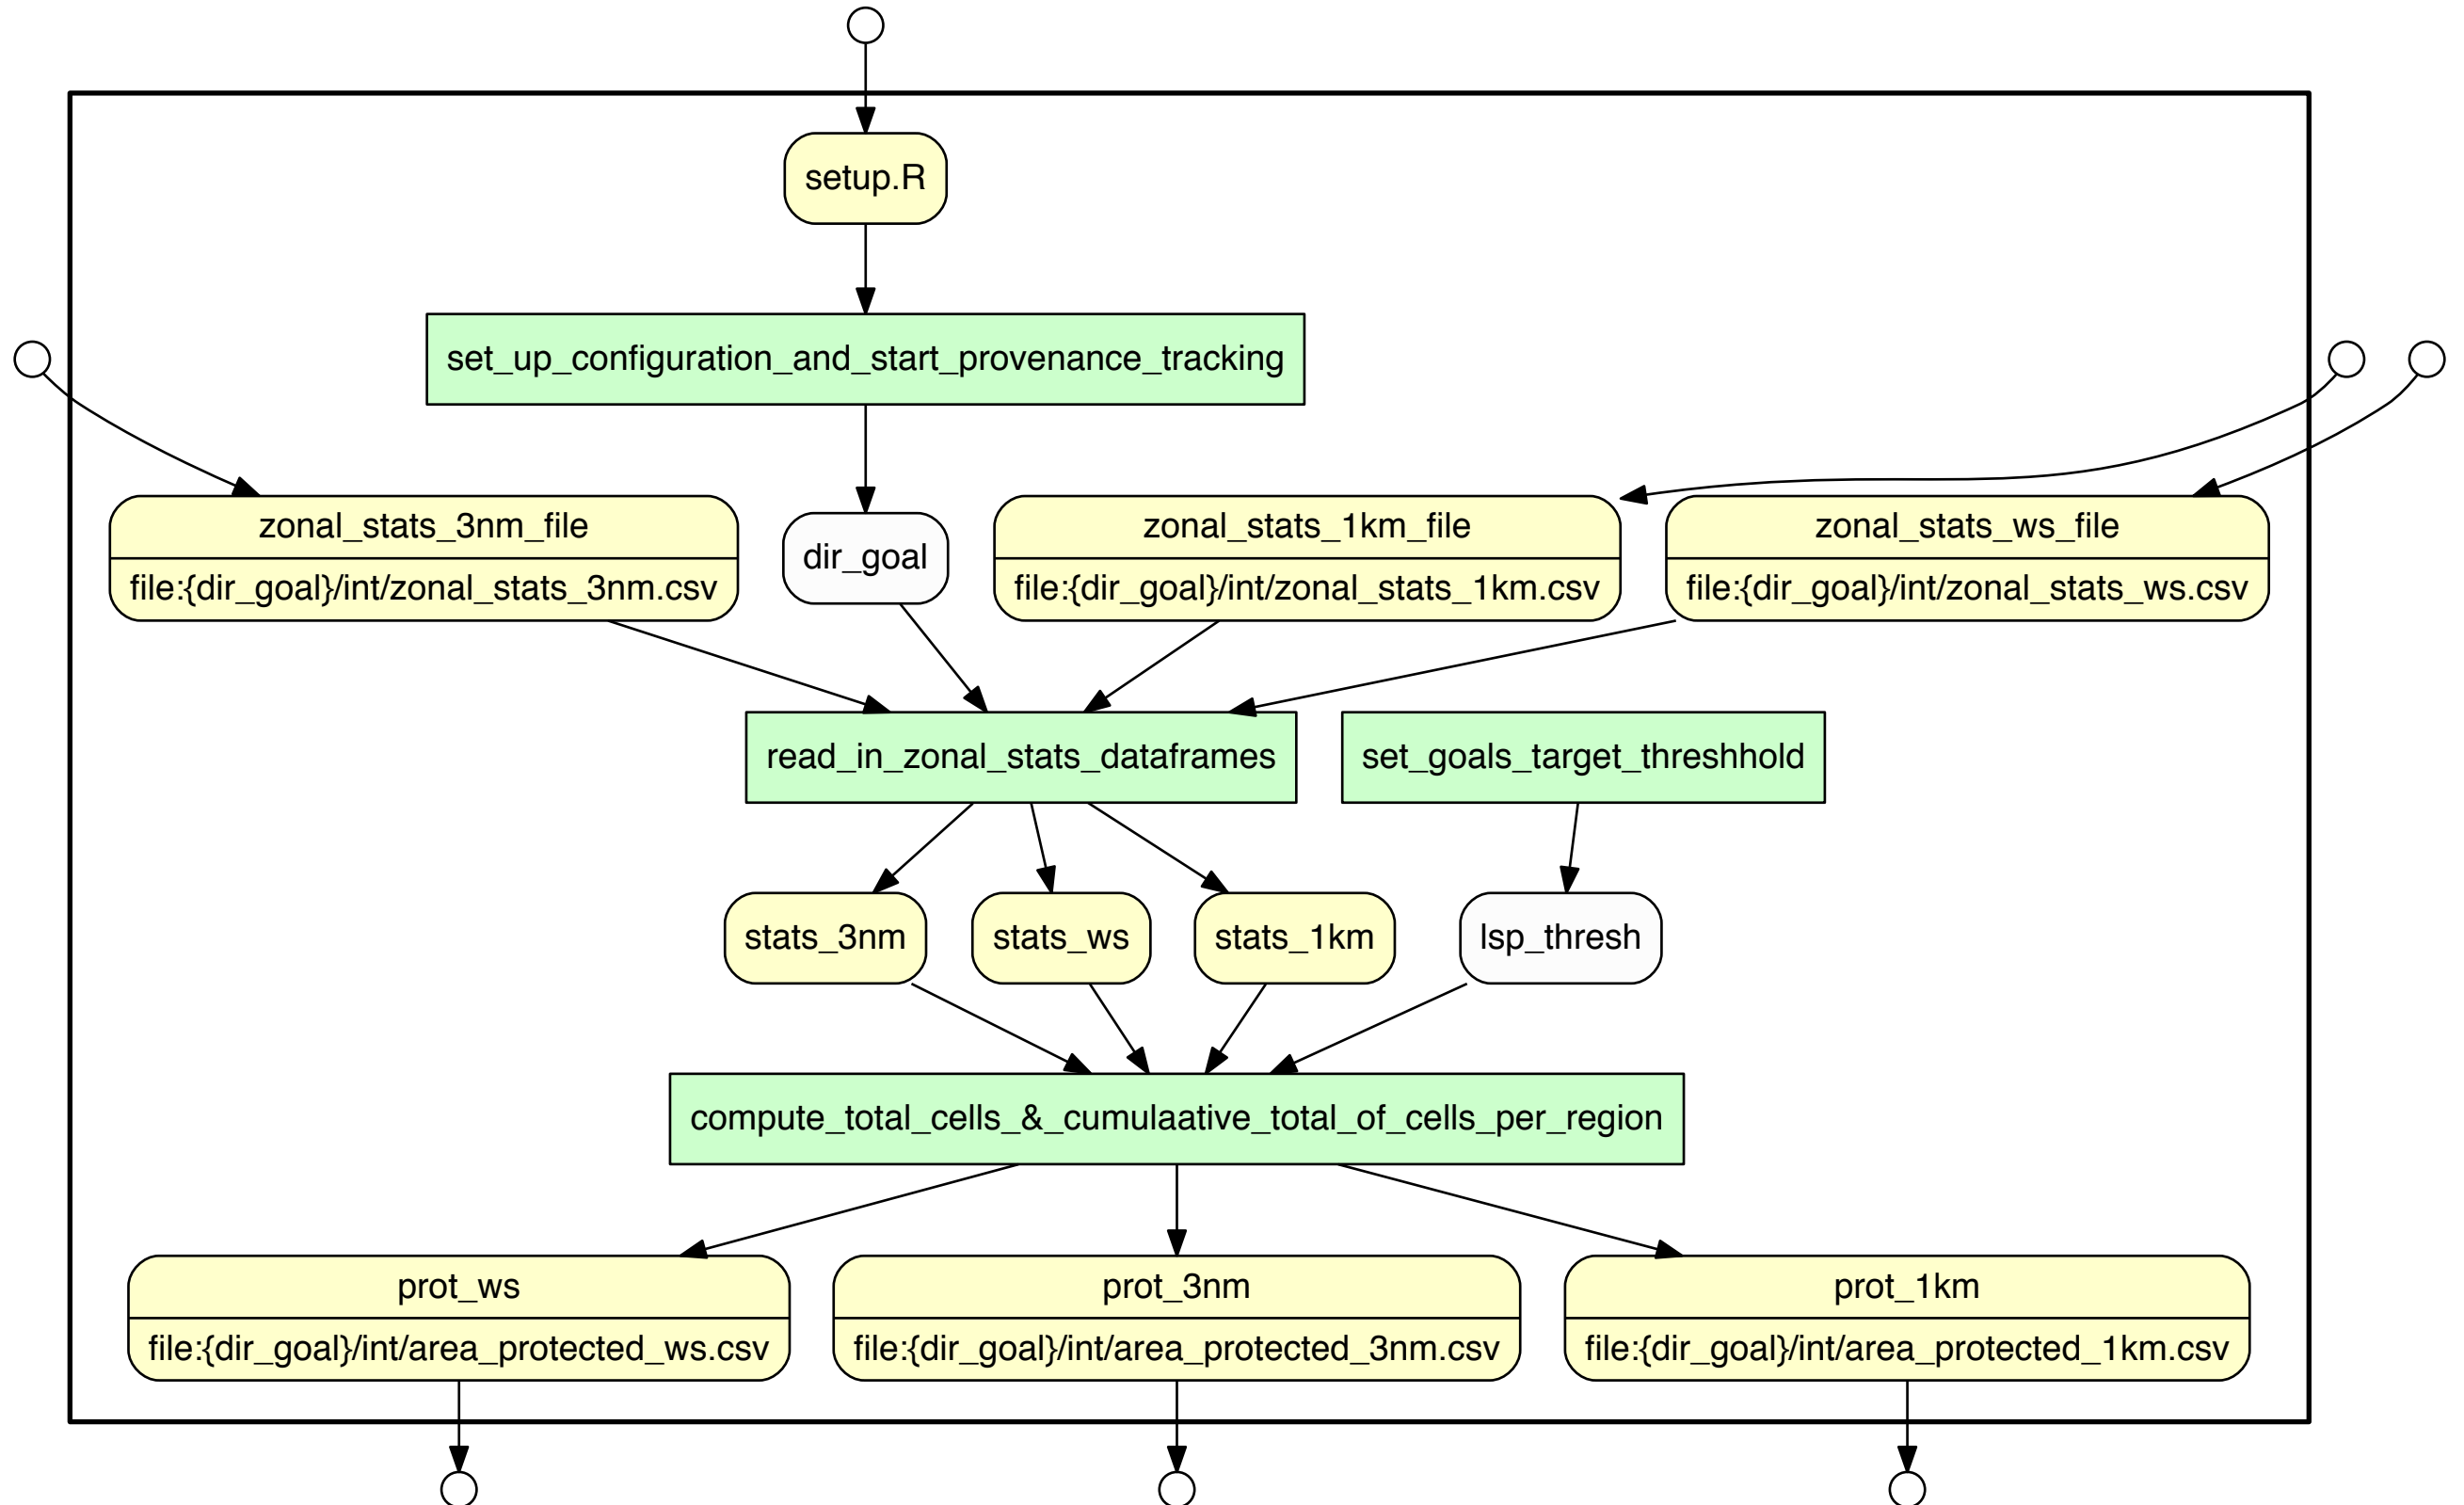 setup.R
set_up_configuration_and_start_provenance_tracking
zonal_stats_3nm_file
file:{dir_goal}/int/zonal_stats_3nm.csv
dir_goal
zonal_stats_1km_file
file:{dir_goal}/int/zonal_stats_1km.csv
zonal_stats_ws_file
file:{dir_goal}/int/zonal_stats_ws.csv
read_in_zonal_stats_dataframes
set_goals_target_threshhold
stats_3nm
stats_ws
stats_1km
lsp_thresh
compute_total_cells_&_cumulaative_total_of_cells_per_region
prot_ws
file:{dir_goal}/int/area_protected_ws.csv
prot_3nm
file:{dir_goal}/int/area_protected_3nm.csv
prot_1km
file:{dir_goal}/int/area_protected_1km.csv